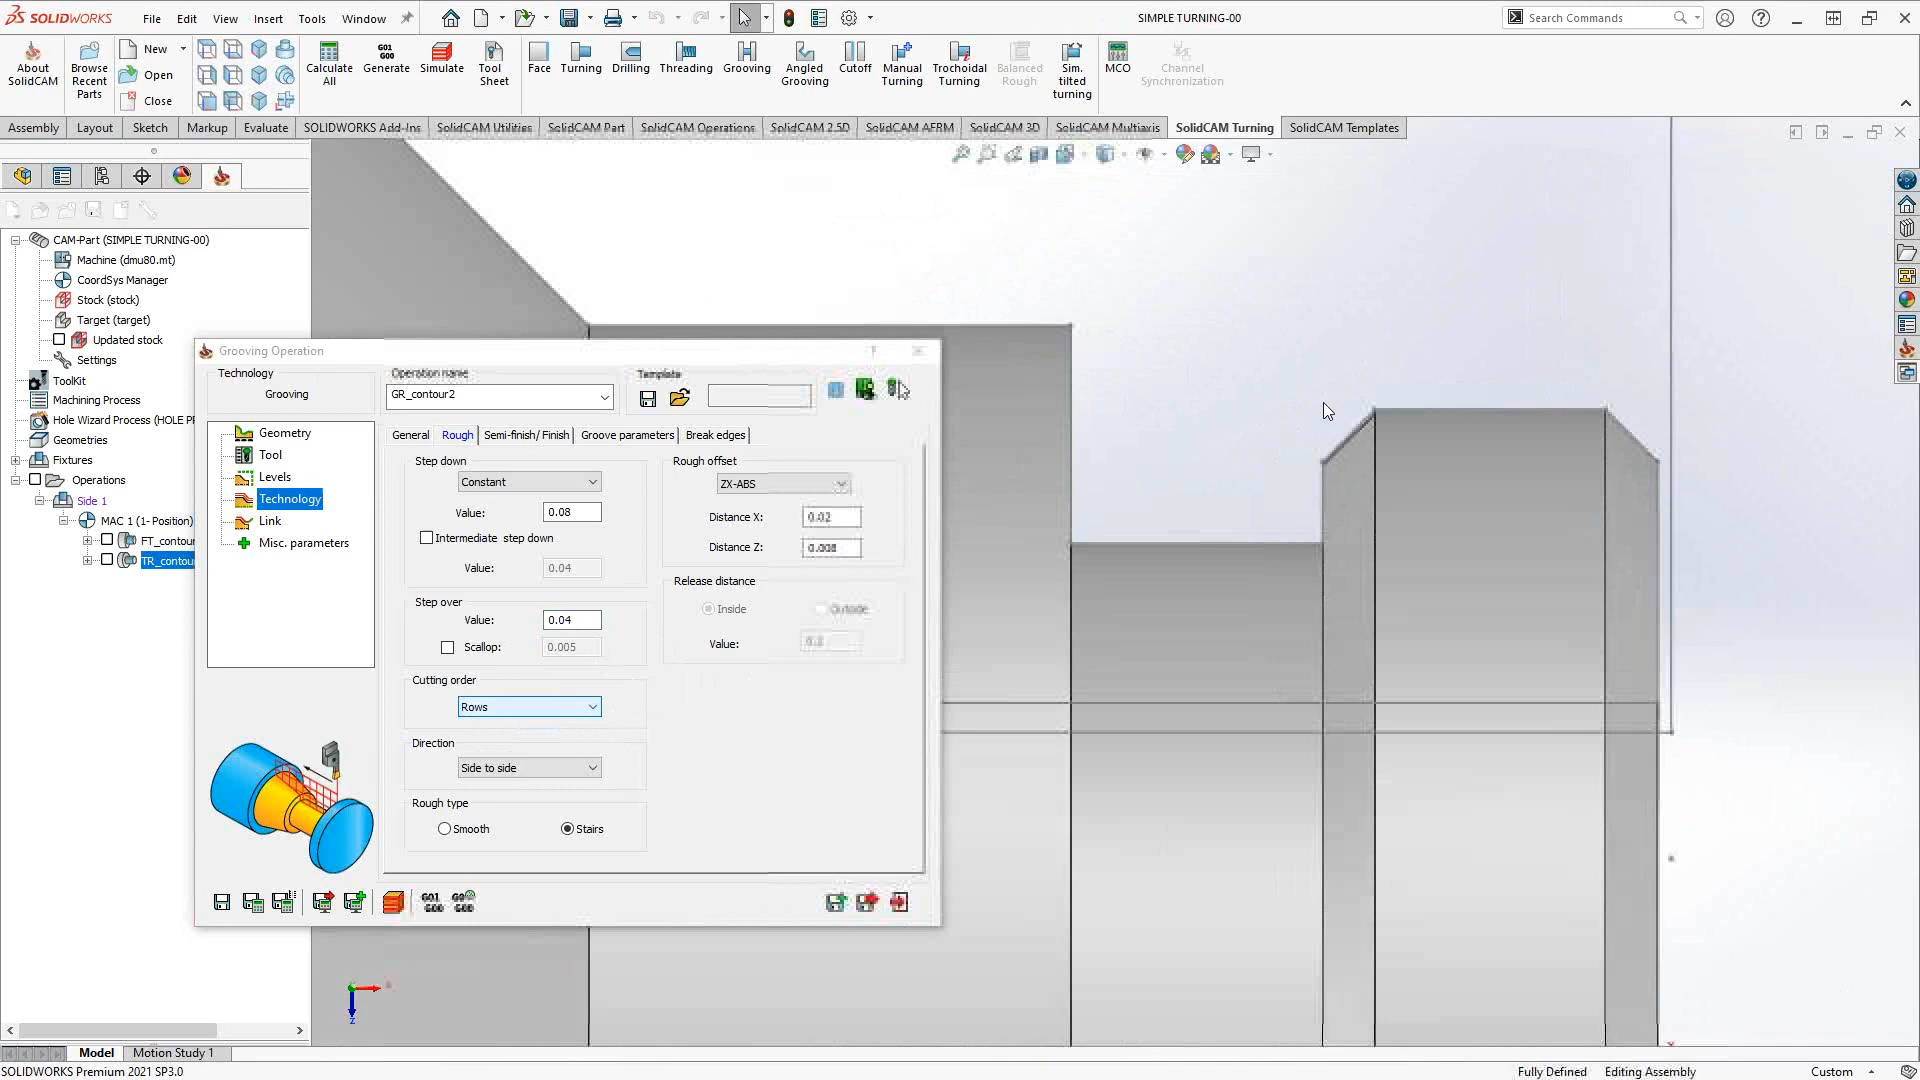 SOLIDWORKS File Edit View Insert Tools Window SIMPLE TURNING-00 Search Commands
About SolidCAM Browse Recent Parts New Open Close
Calculate All G01 G00 Generate Simulate Tool Sheet Face Turning Drilling Threading Grooving Angled Grooving Cutoff Manual Turning Trochoidal Turning Balanced Rough Sim. tilted turning MCO Channel Synchronization
Assembly Layout Sketch Markup Evaluate SOLIDWORKS Add-Ins SolidCAM Utilities SolidCAM Part SolidCAM Operations SolidCAM 2.5D SolidCAM AFRM SolidCAM 3D SolidCAM Multiaxis SolidCAM Turning SolidCAM Templates
CAM-Part (SIMPLE TURNING-00)
Machine (dmu80.mt)
CoordSys Manager
Stock (stock)
Target (target)
Updated stock
Settings
ToolKit
Machining Process
Hole Wizard Process (HOLE PR
Geometries
Fixtures
Operations
Side 1
MAC 1 (1- Position)
FT_contour
TR_contour
Grooving Operation
Technology
Grooving
Operation name
GR_contour2
Template
Geometry
Tool
Levels
Technology
Link
Misc. parameters
General Rough Semi-finish/ Finish Groove parameters Break edges
Step down
Constant
Value: 0.08
Intermediate step down
Value: 0.04
Step over
Value: 0.04
Scallop: 0.005
Cutting order
Rows
Direction
Side to side
Rough type
Smooth Stairs
Rough offset
ZX-ABS
Distance X: 0.02
Distance Z: 0.008
Release distance
Inside Outside
Value:
G01 G00
Z
Model Motion Study 1
SOLIDWORKS Premium 2021 SP3.0 Fully Defined Editing Assembly Custom